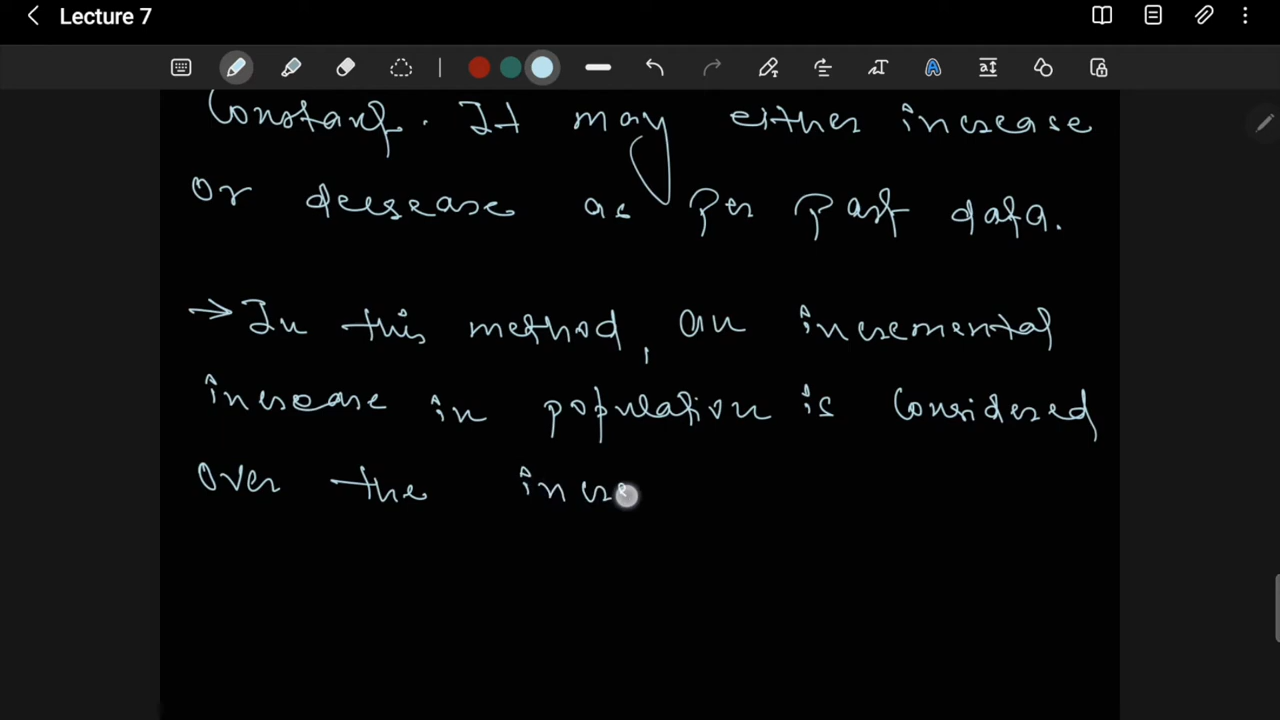 Lecture 7
Constant. It may either increase
or decrease as per past data.
→ In this method, an incremental
increase in population is considered
over the incre